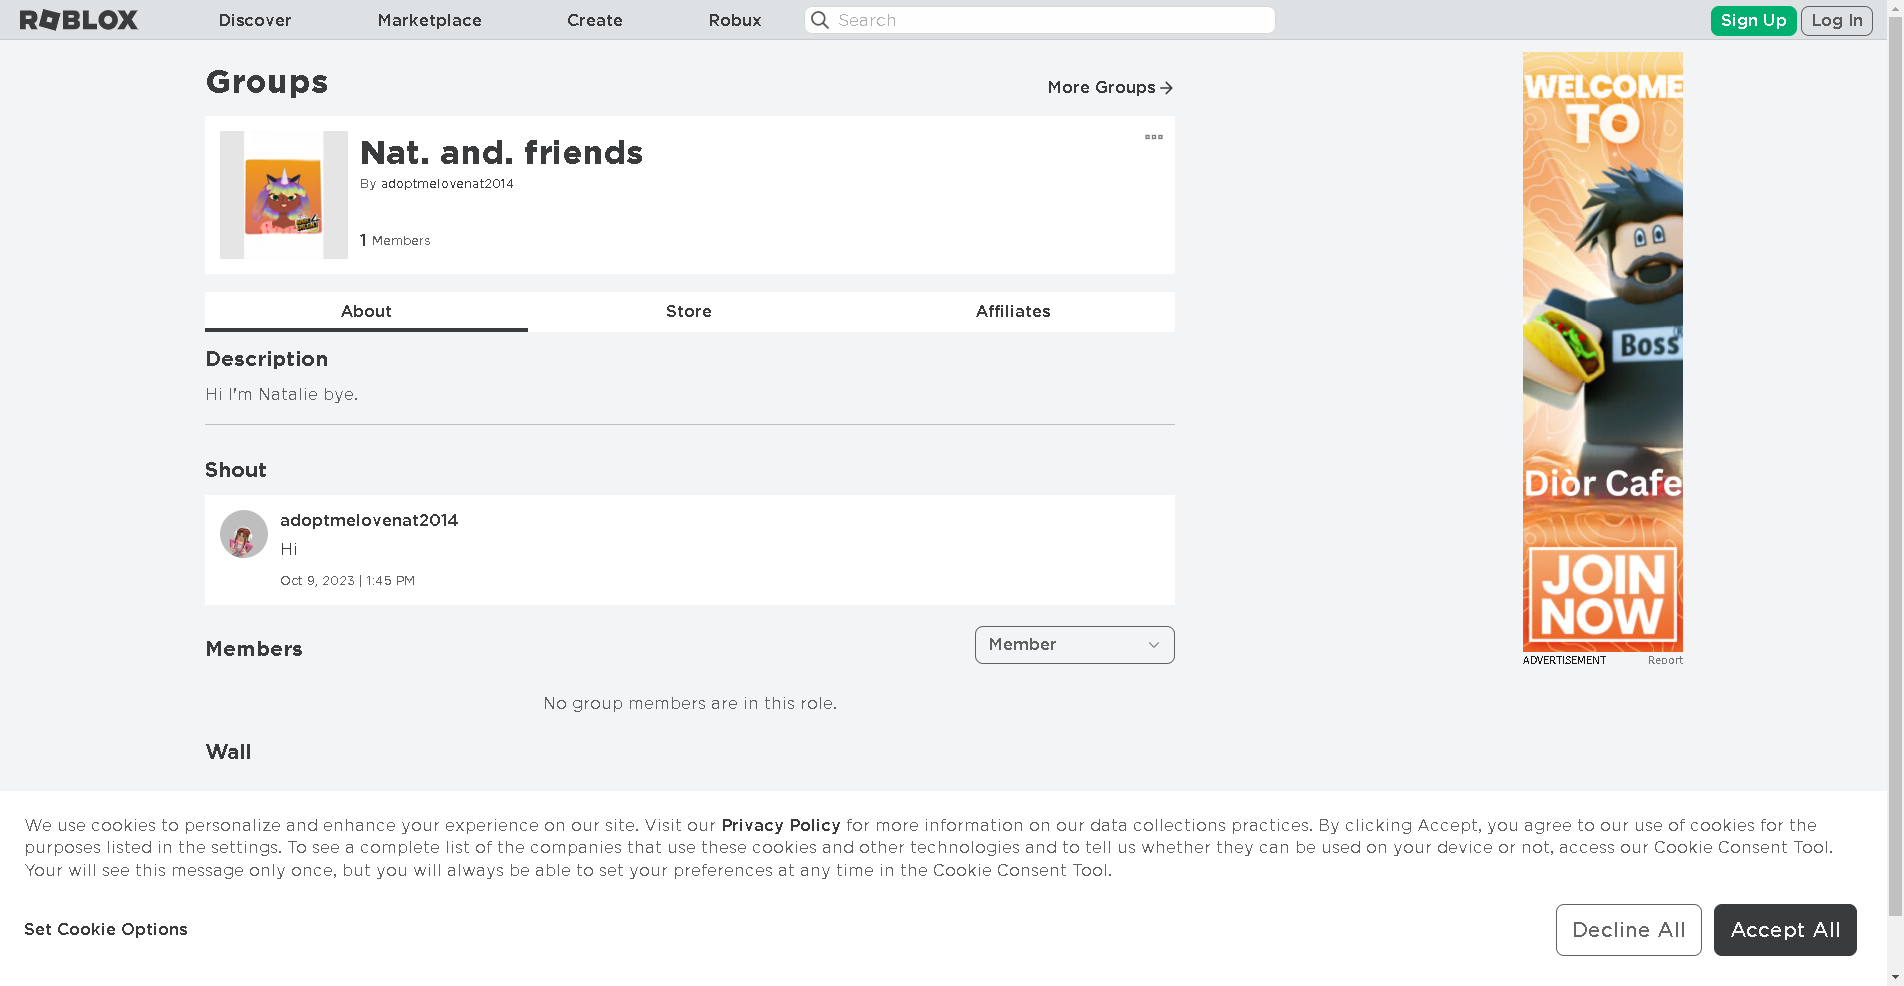 ROBLOX Discover Marketplace Create Robux Search Sign Up Log In
Groups
More Groups
Nat. and. friends
By adoptmelovenat2014
1 Members
About Store Affiliates
Description
Hi I'm Natalie bye.
Shout
adoptmelovenat2014
Hi
Oct 9, 2023 | 1:45 PM
Members
Member
No group members are in this role.
Wall
WELCOME
TO
Boss
Diòr Cafe
JOIN
NOW
ADVERTISEMENT Report
We use cookies to personalize and enhance your experience on our site. Visit our Privacy Policy for more information on our data collections practices. By clicking Accept, you agree to our use of cookies for the
purposes listed in the settings. To see a complete list of the companies that use these cookies and other technologies and to tell us whether they can be used on your device or not, access our Cookie Consent Tool.
Your will see this message only once, but you will always be able to set your preferences at any time in the Cookie Consent Tool.
Set Cookie Options
Decline All
Accept All